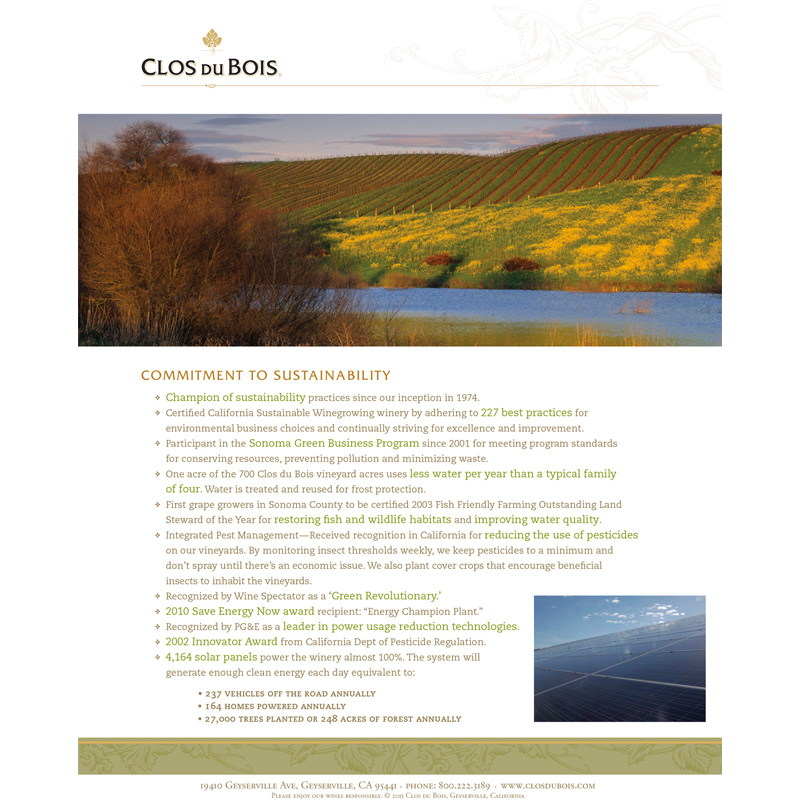 CLOS DU BOIS
COMMITMENT TO SUSTAINABILITY
Champion of sustainability practices since our inception in 1974.
Certified California Sustainable Winegrowing winery by adhering to 227 best practices for
environmental business choices and continually striving for excellence and improvement.
Participant in the Sonoma Green Business Program since 2001 for meeting program standards
for conserving resources, preventing pollution and minimizing waste.
One acre of the 700 Clos du Bois vineyard acres uses less water per year than a typical family
of four. Water is treated and reused for frost protection.
First grape growers in Sonoma County to be certified 2003 Fish Friendly Farming Outstanding Land
Steward of the Year for restoring fish and wildlife habitats and improving water quality.
Integrated Pest Management—Received recognition in California for reducing the use of pesticides
on our vineyards. By monitoring insect thresholds weekly, we keep pesticides to a minimum and
don't spray until there's an economic issue. We also plant cover crops that encourage beneficial
insects to inhabit the vineyards.
Recognized by Wine Spectator as a 'Green Revolutionary.'
2010 Save Energy Now award recipient: "Energy Champion Plant."
Recognized by PG&E as a leader in power usage reduction technologies.
2002 Innovator Award from California Dept of Pesticide Regulation.
4,164 solar panels power the winery almost 100%. The system will
generate enough clean energy each day equivalent to:
• 237 VEHICLES OFF THE ROAD ANNUALLY
• 164 HOMES POWERED ANNUALLY
• 27,000 TREES PLANTED OR 248 ACRES OF FOREST ANNUALLY
19410 GEYSERVILLE AVE, GEYSERVILLE, CA 95441 · PHONE: 800.222.3189 · WWW.CLOSDUBOIS.COM
PLEASE ENJOY OUR WINES RESPONSIBLY. © 2011 CLOS DU BOIS, GEYSERVILLE, CALIFORNIA